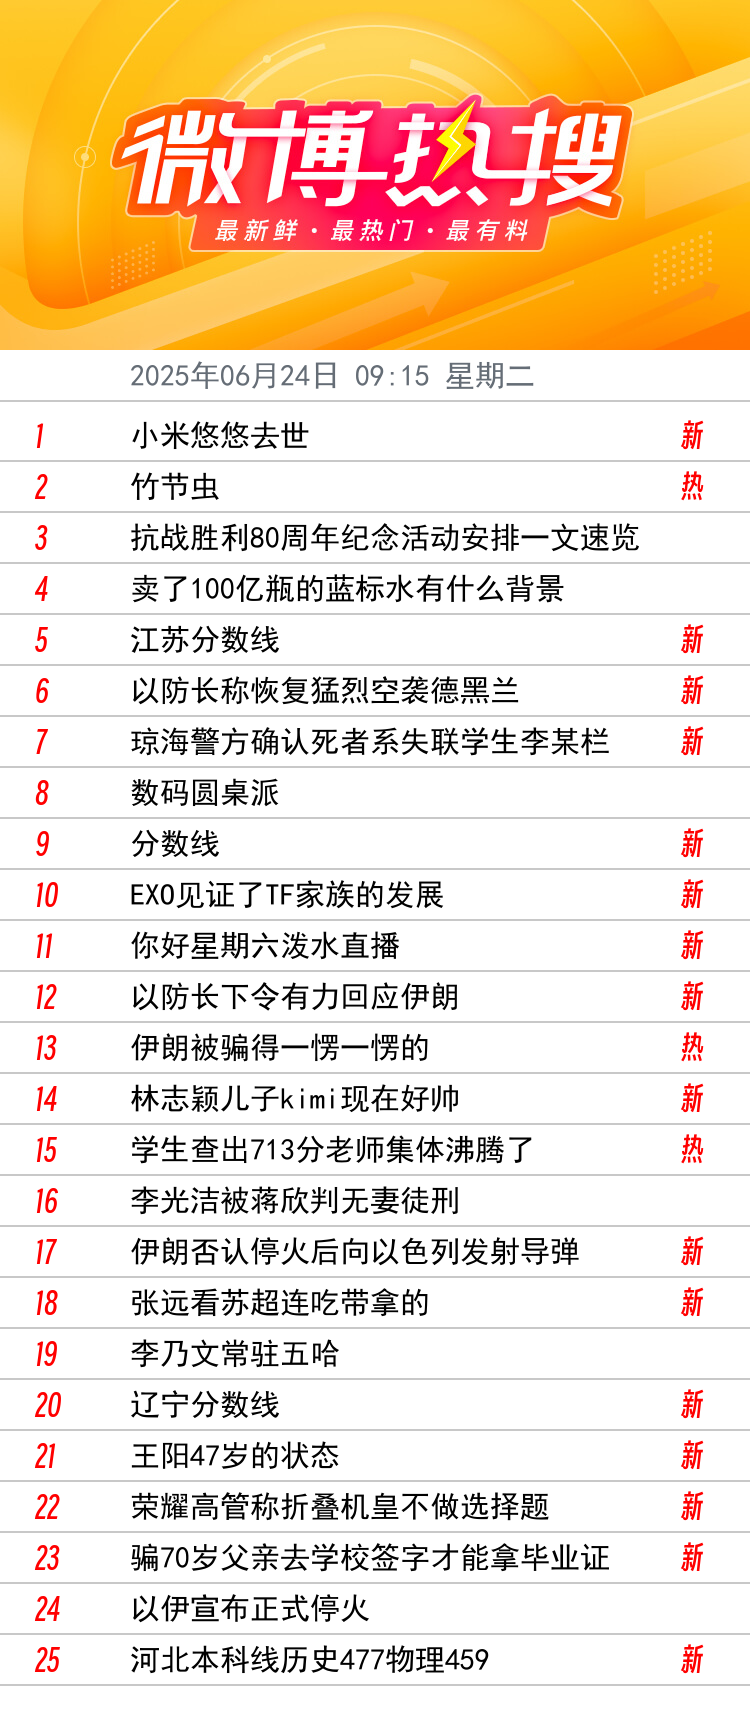 微博热搜
最新鲜·最热门·最有料
2025年06月24日 09:15 星期二
1 小米悠悠去世 新
2 竹节虫 热
3 抗战胜利80周年纪念活动安排一文速览
4 卖了100亿瓶的蓝标水有什么背景
5 江苏分数线 新
6 以防长称恢复猛烈空袭德黑兰 新
7 琼海警方确认死者系失联学生李某栏 新
8 数码圆桌派
9 分数线 新
10 EXO见证了TF家族的发展 新
11 你好星期六泼水直播 新
12 以防长下令有力回应伊朗 新
13 伊朗被骗得一愣一愣的 热
14 林志颖儿子kimi现在好帅 新
15 学生查出713分老师集体沸腾了 热
16 李光洁被蒋欣判无妻徒刑
17 伊朗否认停火后向以色列发射导弹 新
18 张远看苏超连吃带拿的 新
19 李乃文常驻五哈
20 辽宁分数线 新
21 王阳47岁的状态 新
22 荣耀高管称折叠机皇不做选择题 新
23 骗70岁父亲去学校签字才能拿毕业证 新
24 以伊宣布正式停火
25 河北本科线历史477物理459 新